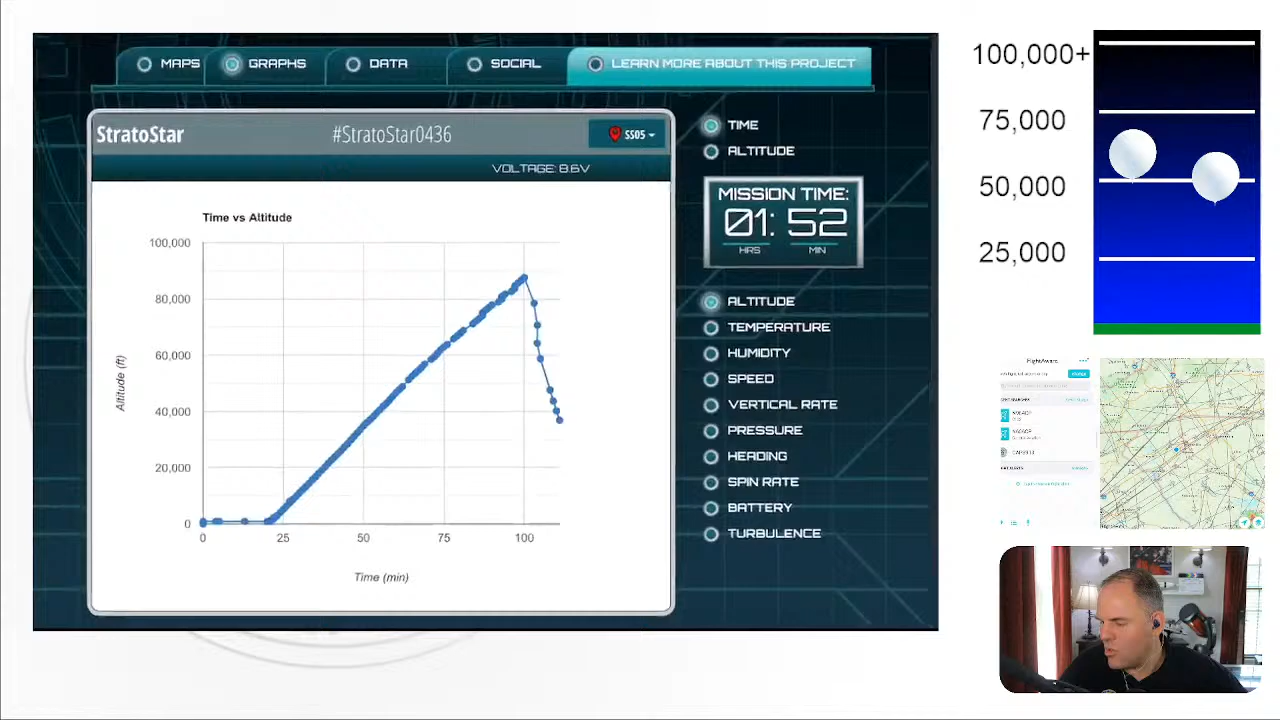 MAPS
GRAPHS
DATA
SOCIAL
LEARN MORE ABOUT THIS PROJECT
StratoStar
#StratoStar0436
SS05
VOLTAGE: 8.6V
Time vs Altitude
100,000
80,000
60,000
40,000
20,000
0
Altitude (ft)
0
25
50
75
100
Time (min)
TIME
ALTITUDE
MISSION TIME:
01: 52
HRS
MIN
ALTITUDE
TEMPERATURE
HUMIDITY
SPEED
VERTICAL RATE
PRESSURE
HEADING
SPIN RATE
BATTERY
TURBULENCE
100,000+
75,000
50,000
25,000
FlightAware